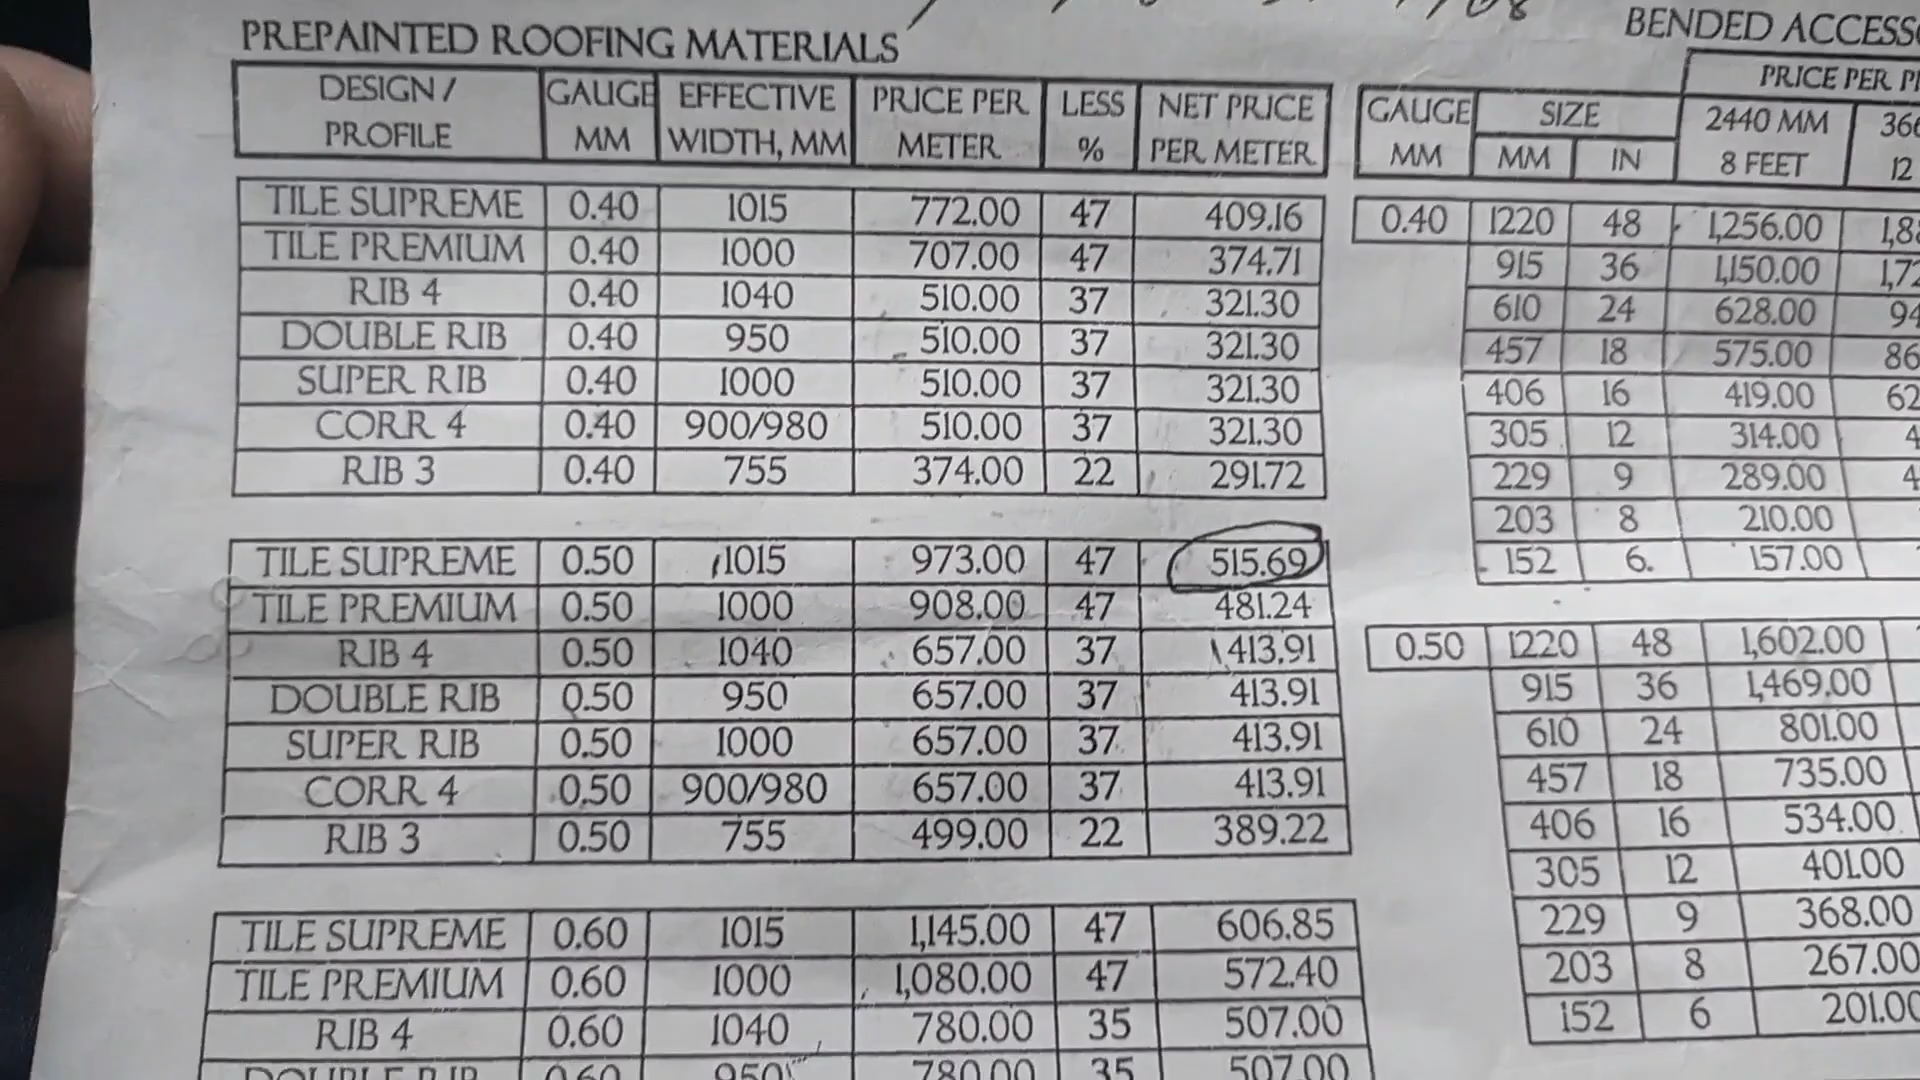 PREPAINTED ROOFING MATERIALS
DESIGN / PROFILE GAUGE MM EFFECTIVE WIDTH, MM PRICE PER METER LESS % NET PRICE PER METER
TILE SUPREME 0.40 1015 772.00 47 409.16
TILE PREMIUM 0.40 1000 707.00 47 374.71
RIB 4 0.40 1040 510.00 37 321.30
DOUBLE RIB 0.40 950 510.00 37 321.30
SUPER RIB 0.40 1000 510.00 37 321.30
CORR 4 0.40 900/980 510.00 37 321.30
RIB 3 0.40 755 374.00 22 291.72
TILE SUPREME 0.50 1015 973.00 47 515.69
TILE PREMIUM 0.50 1000 908.00 47 481.24
RIB 4 0.50 1040 657.00 37 413.91
DOUBLE RIB 0.50 950 657.00 37 413.91
SUPER RIB 0.50 1000 657.00 37 413.91
CORR 4 0.50 900/980 657.00 37 413.91
RIB 3 0.50 755 499.00 22 389.22
TILE SUPREME 0.60 1015 1,145.00 47 606.85
TILE PREMIUM 0.60 1000 1,080.00 47 572.40
RIB 4 0.60 1040 780.00 35 507.00
DOUBLE RIB 0.60 950 780.00 35 507.00
BENDED
PRICE PER
GAUGE MM SIZE MM IN 2440 MM 8 FEET 12
0.40 1220 48 1,256.00
915 36 1,150.00
610 24 628.00
457 18 575.00
406 16 419.00
305 12 314.00
229 9 289.00
203 8 210.00
152 6. 157.00
0.50 1220 48 1,602.00
915 36 1,469.00
610 24 801.00
457 18 735.00
406 16 534.00
305 12 401.00
229 9 368.00
203 8 267.00
152 6 201.00